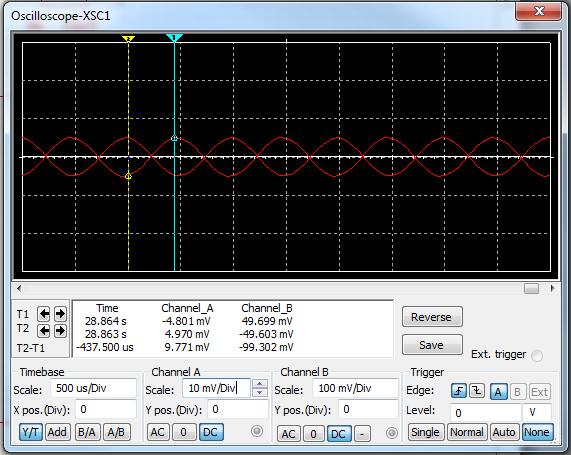 Oscilloscope-XSC1
2 1
T1
T2
T2-T1
Time Channel_A Channel_B
28.864 s -4.801 mV 49.699 mV
28.863 s 4.970 mV -49.603 mV
-437.500 us 9.771 mV -99.302 mV
Reverse
Save
Ext. trigger
Timebase
Scale: 500 us/Div
X pos.(Div): 0
Y/T Add B/A A/B
Channel A
Scale: 10 mV/Div
Y pos.(Div): 0
AC 0 DC
Channel B
Scale: 100 mV/Div
Y pos.(Div): 0
AC 0 DC -
Trigger
Edge: A B Ext
Level: 0 V
Single Normal Auto None